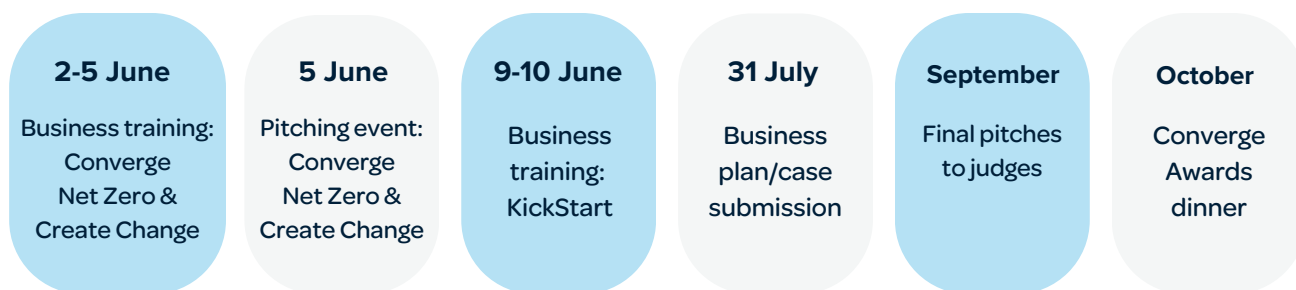 2-5 June
Business training:
Converge
Net Zero &
Create Change
5 June
Pitching event:
Converge
Net Zero &
Create Change
9-10 June
Business
training:
KickStart
31 July
Business
plan/case
submission
September
Final pitches
to judges
October
Converge
Awards
dinner